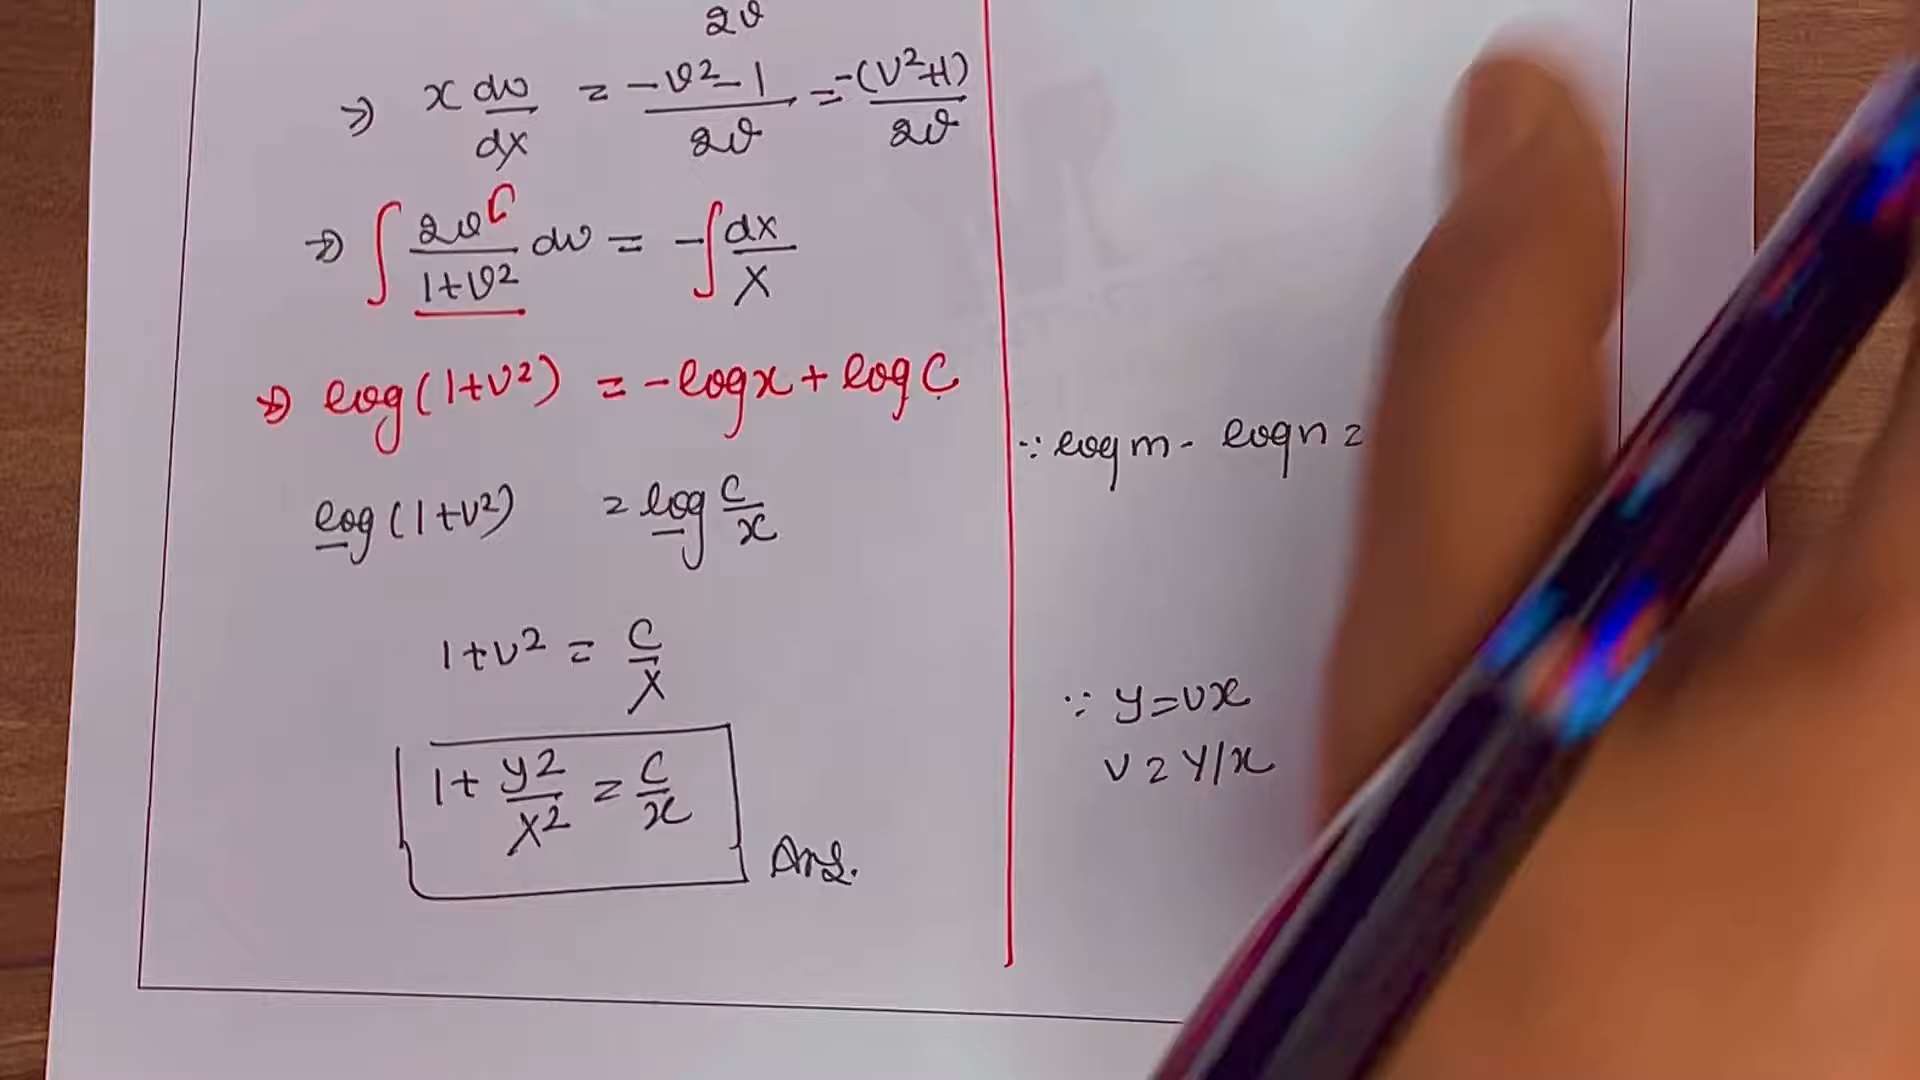 2v
⇒ x dv/dx = -v²-1/2v = -(v²+1)/2v
⇒ ∫ 2v/1+v² dv = -∫ dx/x
⇒ log(1+v²) = -logx + log C
log(1+v²) = log C/x
∵ log m - log n =
1+v² = C/x
∵ y=vx
v = y/x
1+ y²/x² = C/x
Ans.